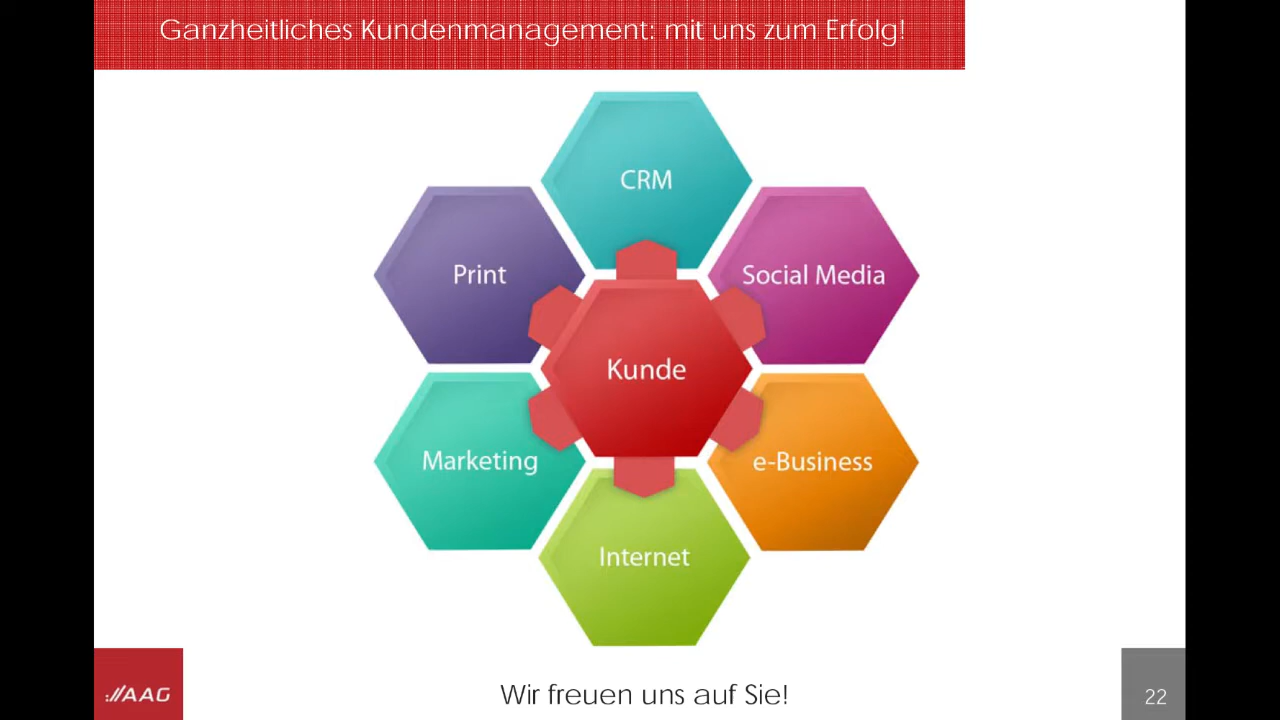 Ganzheitliches Kundenmanagement: mit uns zum Erfolg!
CRM
Print
Social Media
Kunde
Marketing
e-Business
Internet
://AAG
Wir freuen uns auf Sie!
22